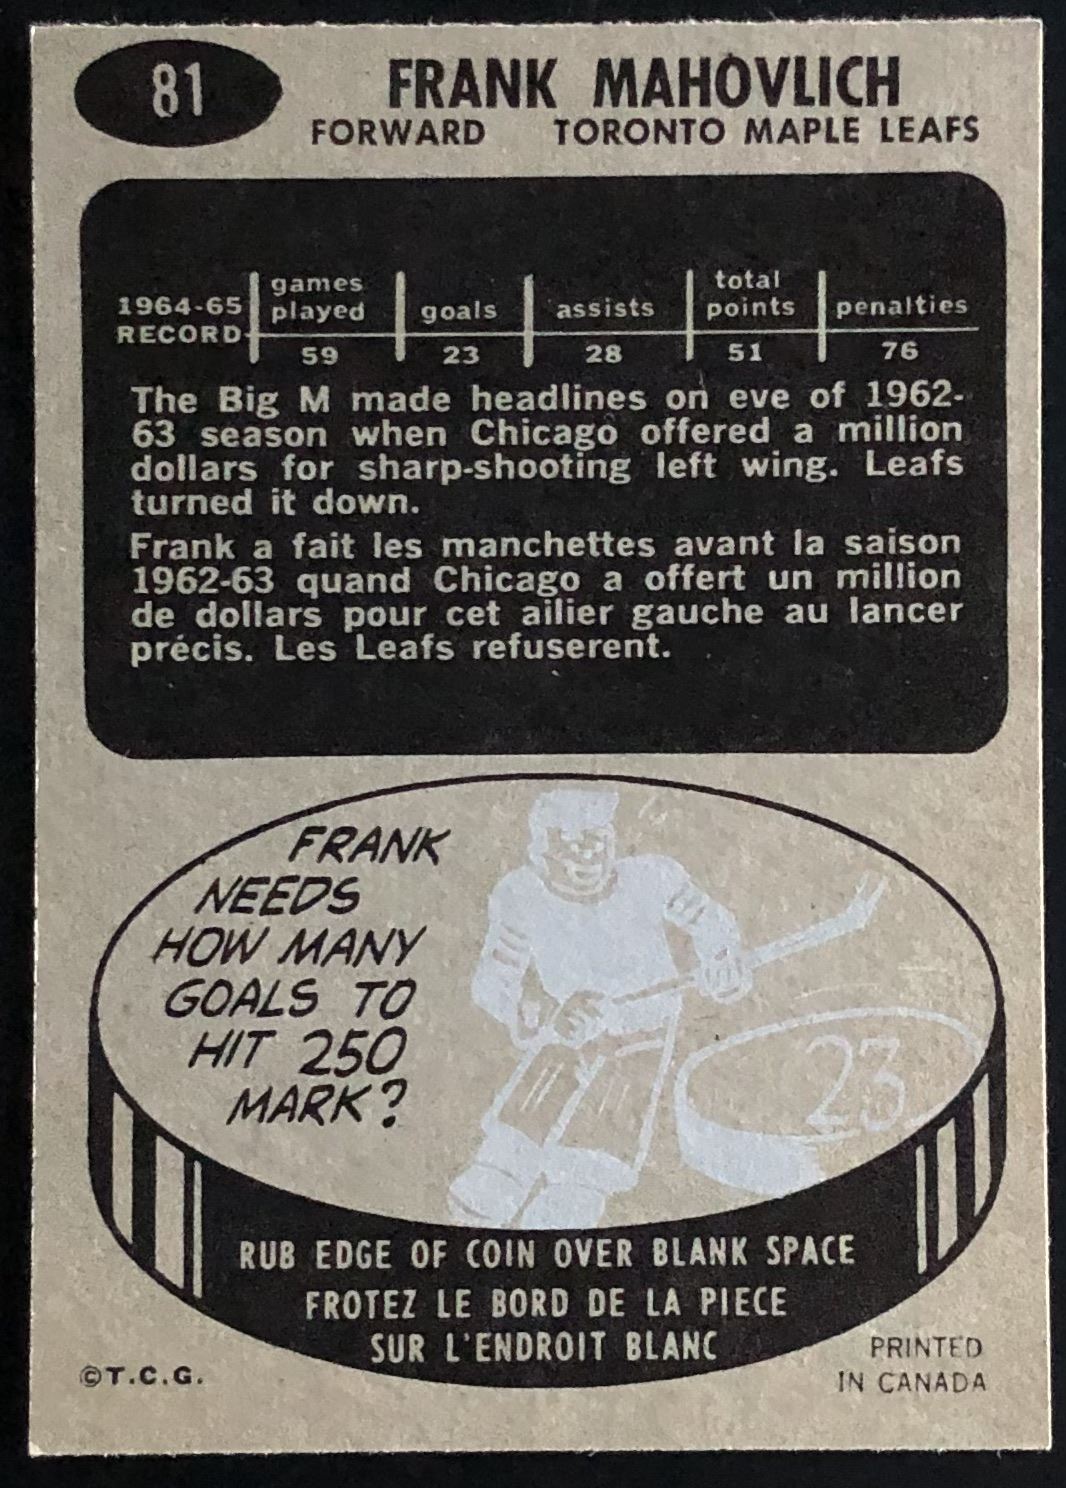 81
FRANK MAHOVLICH
FORWARD TORONTO MAPLE LEAFS
1964-65 RECORD games played goals assists total points penalties
59 23 28 51 76
The Big M made headlines on eve of 1962-
63 season when Chicago offered a million
dollars for sharp-shooting left wing. Leafs
turned it down.
Frank a fait les manchettes avant la saison
1962-63 quand Chicago a offert un million
de dollars pour cet ailier gauche au lancer
précis. Les Leafs refuserent.
FRANK
NEEDS
HOW MANY
GOALS TO
HIT 250
MARK?
23
RUB EDGE OF COIN OVER BLANK SPACE
FROTEZ LE BORD DE LA PIECE
SUR L'ENDROIT BLANC
©T.C.G.
PRINTED
IN CANADA